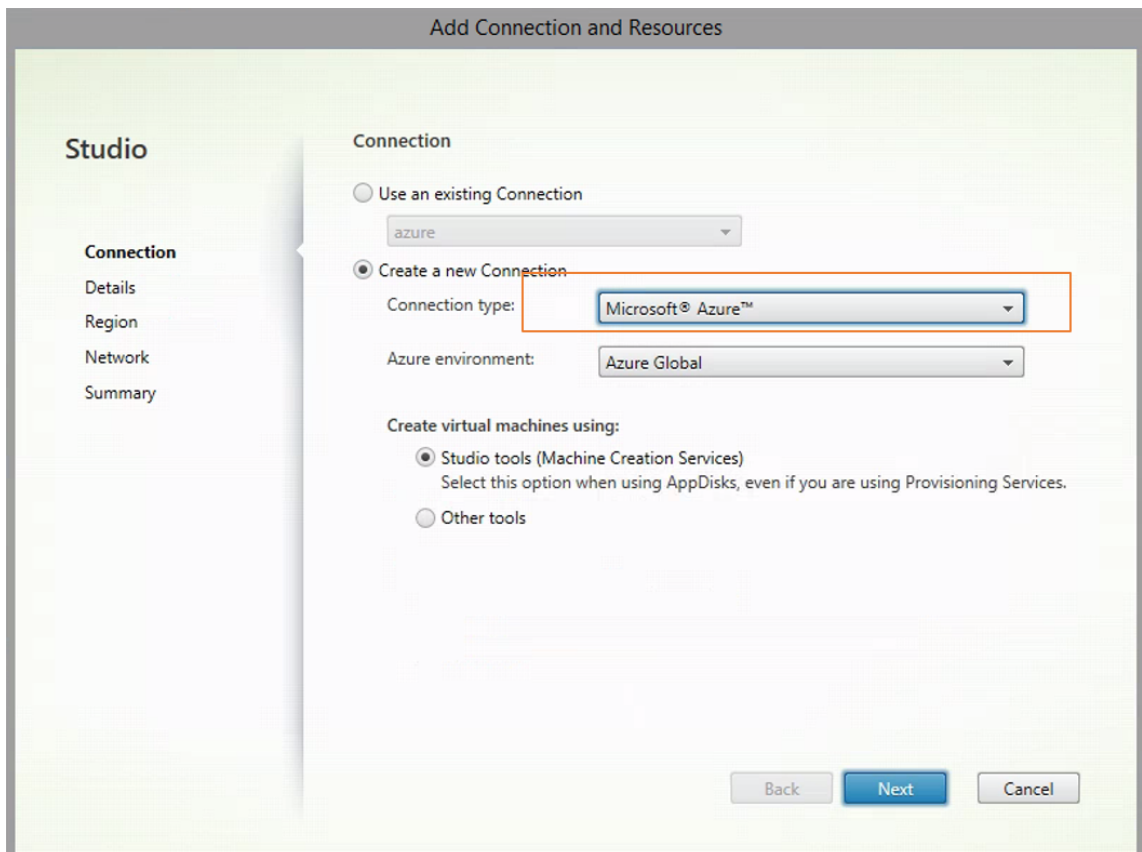 Add Connection and Resources
Studio
Connection
Details
Region
Network
Summary
Connection
Use an existing Connection
azure
Create a new Connection
Connection type:
Microsoft® Azure™
Azure environment:
Azure Global
Create virtual machines using:
Studio tools (Machine Creation Services)
Select this option when using AppDisks, even if you are using Provisioning Services.
Other tools
Back
Next
Cancel